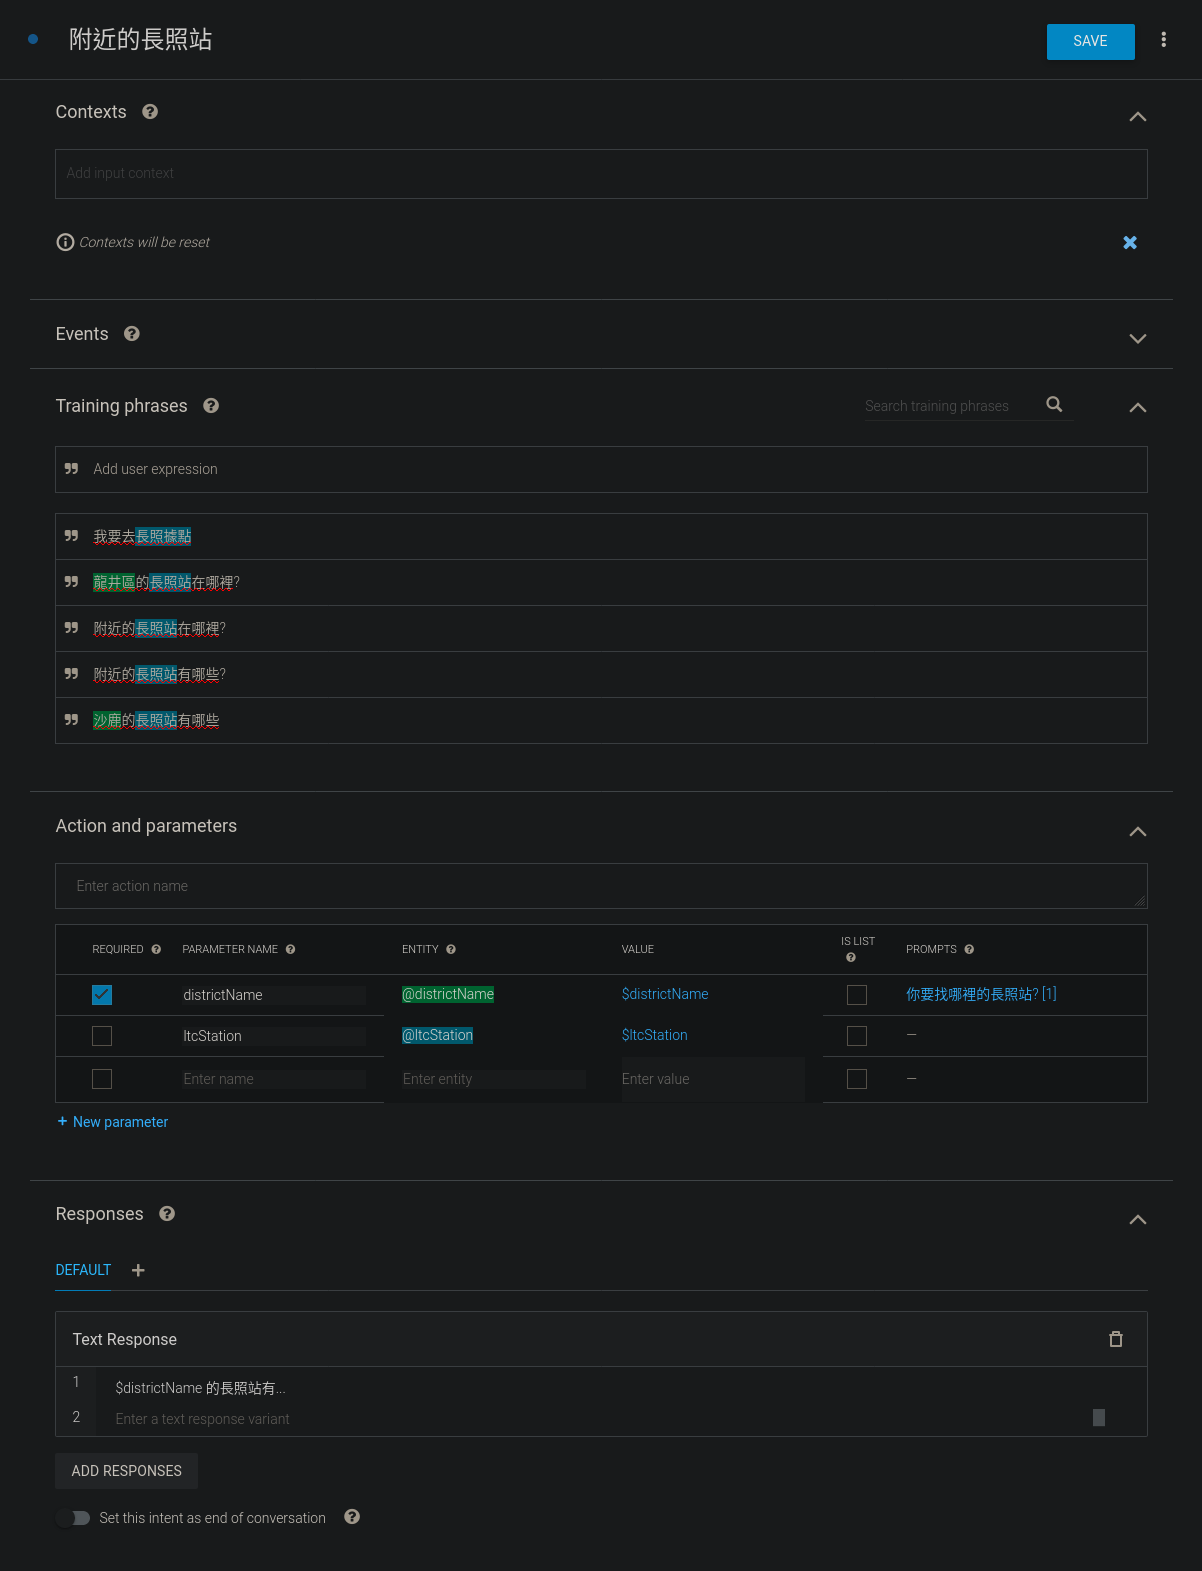 附近的長照站
SAVE
Contexts
Add input context
Contexts will be reset
Events
Training phrases
Search training phrases
Add user expression
我要去長照據點
龍井區的長照站在哪裡?
附近的長照站在哪裡?
附近的長照站有哪些?
沙鹿的長照站有哪些
Action and parameters
Enter action name
REQUIRED PARAMETER NAME ENTITY VALUE IS LIST PROMPTS
districtName @districtName $districtName 你要找哪裡的長照站? [1]
ltcStation @ltcStation $ltcStation –
Enter name Enter entity Enter value –
+ New parameter
Responses
DEFAULT +
Text Response
1 $districtName 的長照站有...
2 Enter a text response variant
ADD RESPONSES
Set this intent as end of conversation